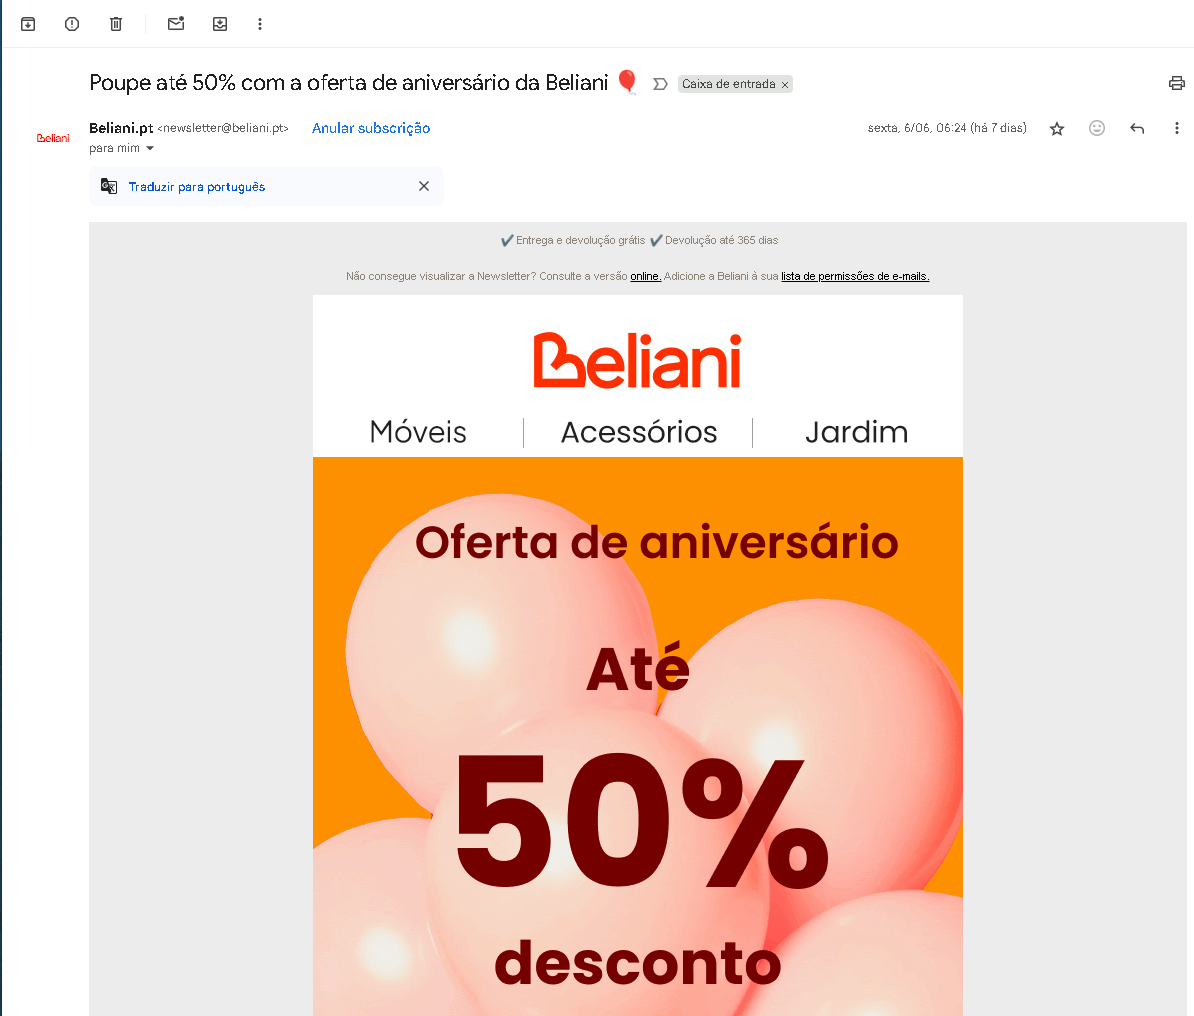 Poupe até 50% com a oferta de aniversário da Beliani 🎈 Caixa de entrada ×
Beliani
Beliani.pt <newsletter@beliani.pt> Anular subscrição sexta, 6/06, 06:24 (há 7 dias)
para mim
Traduzir para português
✔️ Entrega e devolução grátis ✔️ Devolução até 365 dias
Não consegue visualizar a Newsletter? Consulte a versão online. Adicione a Beliani à sua lista de permissões de e-mails.
Beliani
Móveis | Acessórios | Jardim
Oferta de aniversário
Até
50%
desconto